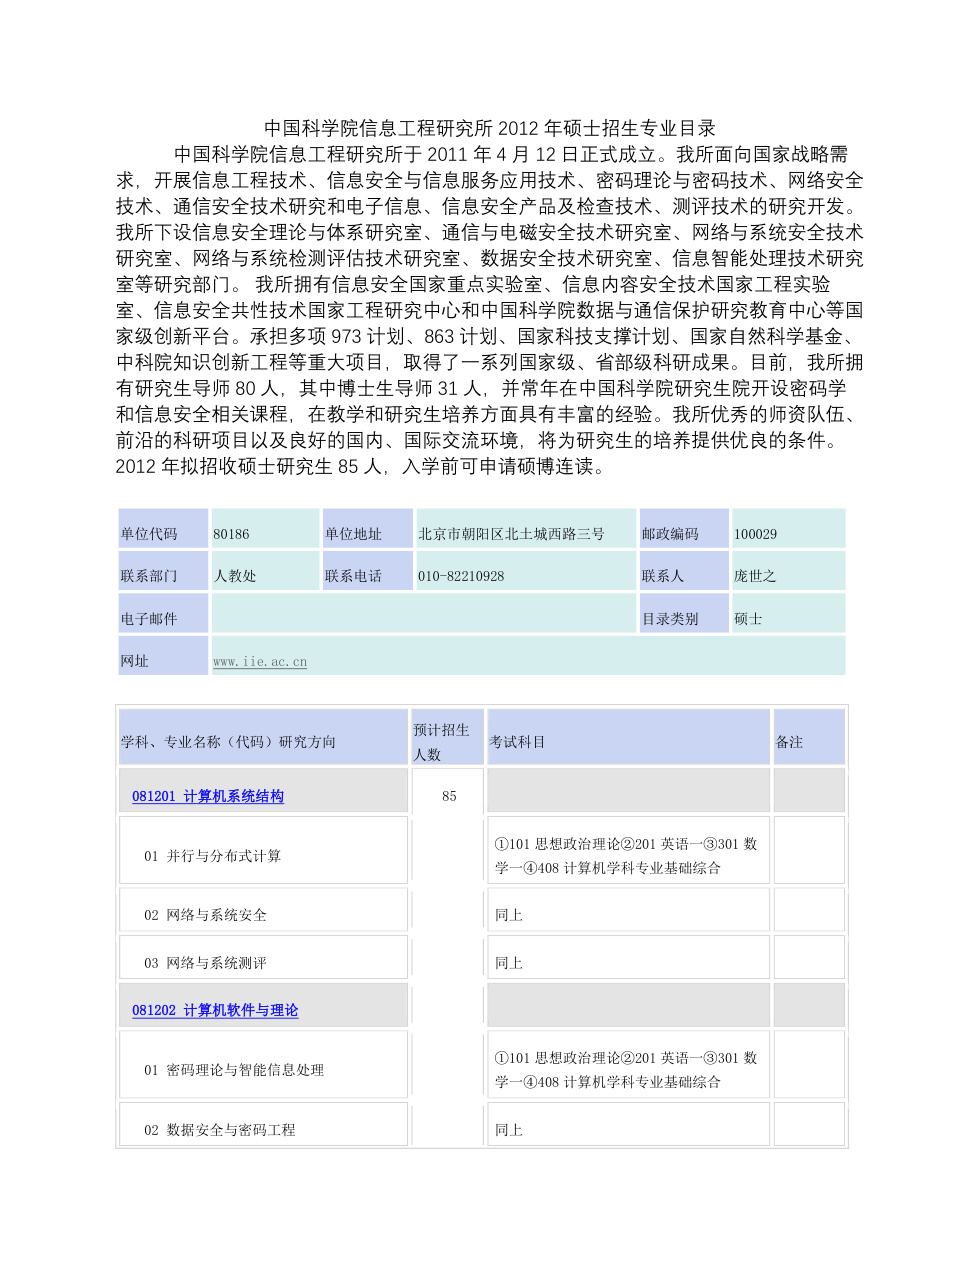 中国科学院信息工程研究所 2012 年硕士招生专业目录
中国科学院信息工程研究所于 2011 年 4 月 12 日正式成立。我所面向国家战略需
求，开展信息工程技术、信息安全与信息服务应用技术、密码理论与密码技术、网络安全
技术、通信安全技术研究和电子信息、信息安全产品及检查技术、测评技术的研究开发。
我所下设信息安全理论与体系研究室、通信与电磁安全技术研究室、网络与系统安全技术
研究室、网络与系统检测评估技术研究室、数据安全技术研究室、信息智能处理技术研究
室等研究部门。 我所拥有信息安全国家重点实验室、信息内容安全技术国家工程实验
室、信息安全共性技术国家工程研究中心和中国科学院数据与通信保护研究教育中心等国
家级创新平台。承担多项 973 计划、863 计划、国家科技支撑计划、国家自然科学基金、
中科院知识创新工程等重大项目，取得了一系列国家级、省部级科研成果。目前，我所拥
有研究生导师 80 人，其中博士生导师 31 人，并常年在中国科学院研究生院开设密码学
和信息安全相关课程，在教学和研究生培养方面具有丰富的经验。我所优秀的师资队伍、
前沿的科研项目以及良好的国内、国际交流环境，将为研究生的培养提供优良的条件。
2012 年拟招收硕士研究生 85 人，入学前可申请硕博连读。
单位代码 80186 单位地址 北京市朝阳区北土城西路三号 邮政编码 100029
联系部门 人教处 联系电话 010-82210928 联系人 庞世之
电子邮件 目录类别 硕士
网址 www.iie.ac.cn
学科、专业名称（代码）研究方向 预计招生 考试科目 备注
人数
081201 计算机系统结构 85
01 并行与分布式计算 ①101 思想政治理论②201 英语一③301 数
学一④408 计算机学科专业基础综合
02 网络与系统安全 同上
03 网络与系统测评 同上
081202 计算机软件与理论
01 密码理论与智能信息处理 ①101 思想政治理论②201 英语一③301 数
学一④408 计算机学科专业基础综合
02 数据安全与密码工程 同上